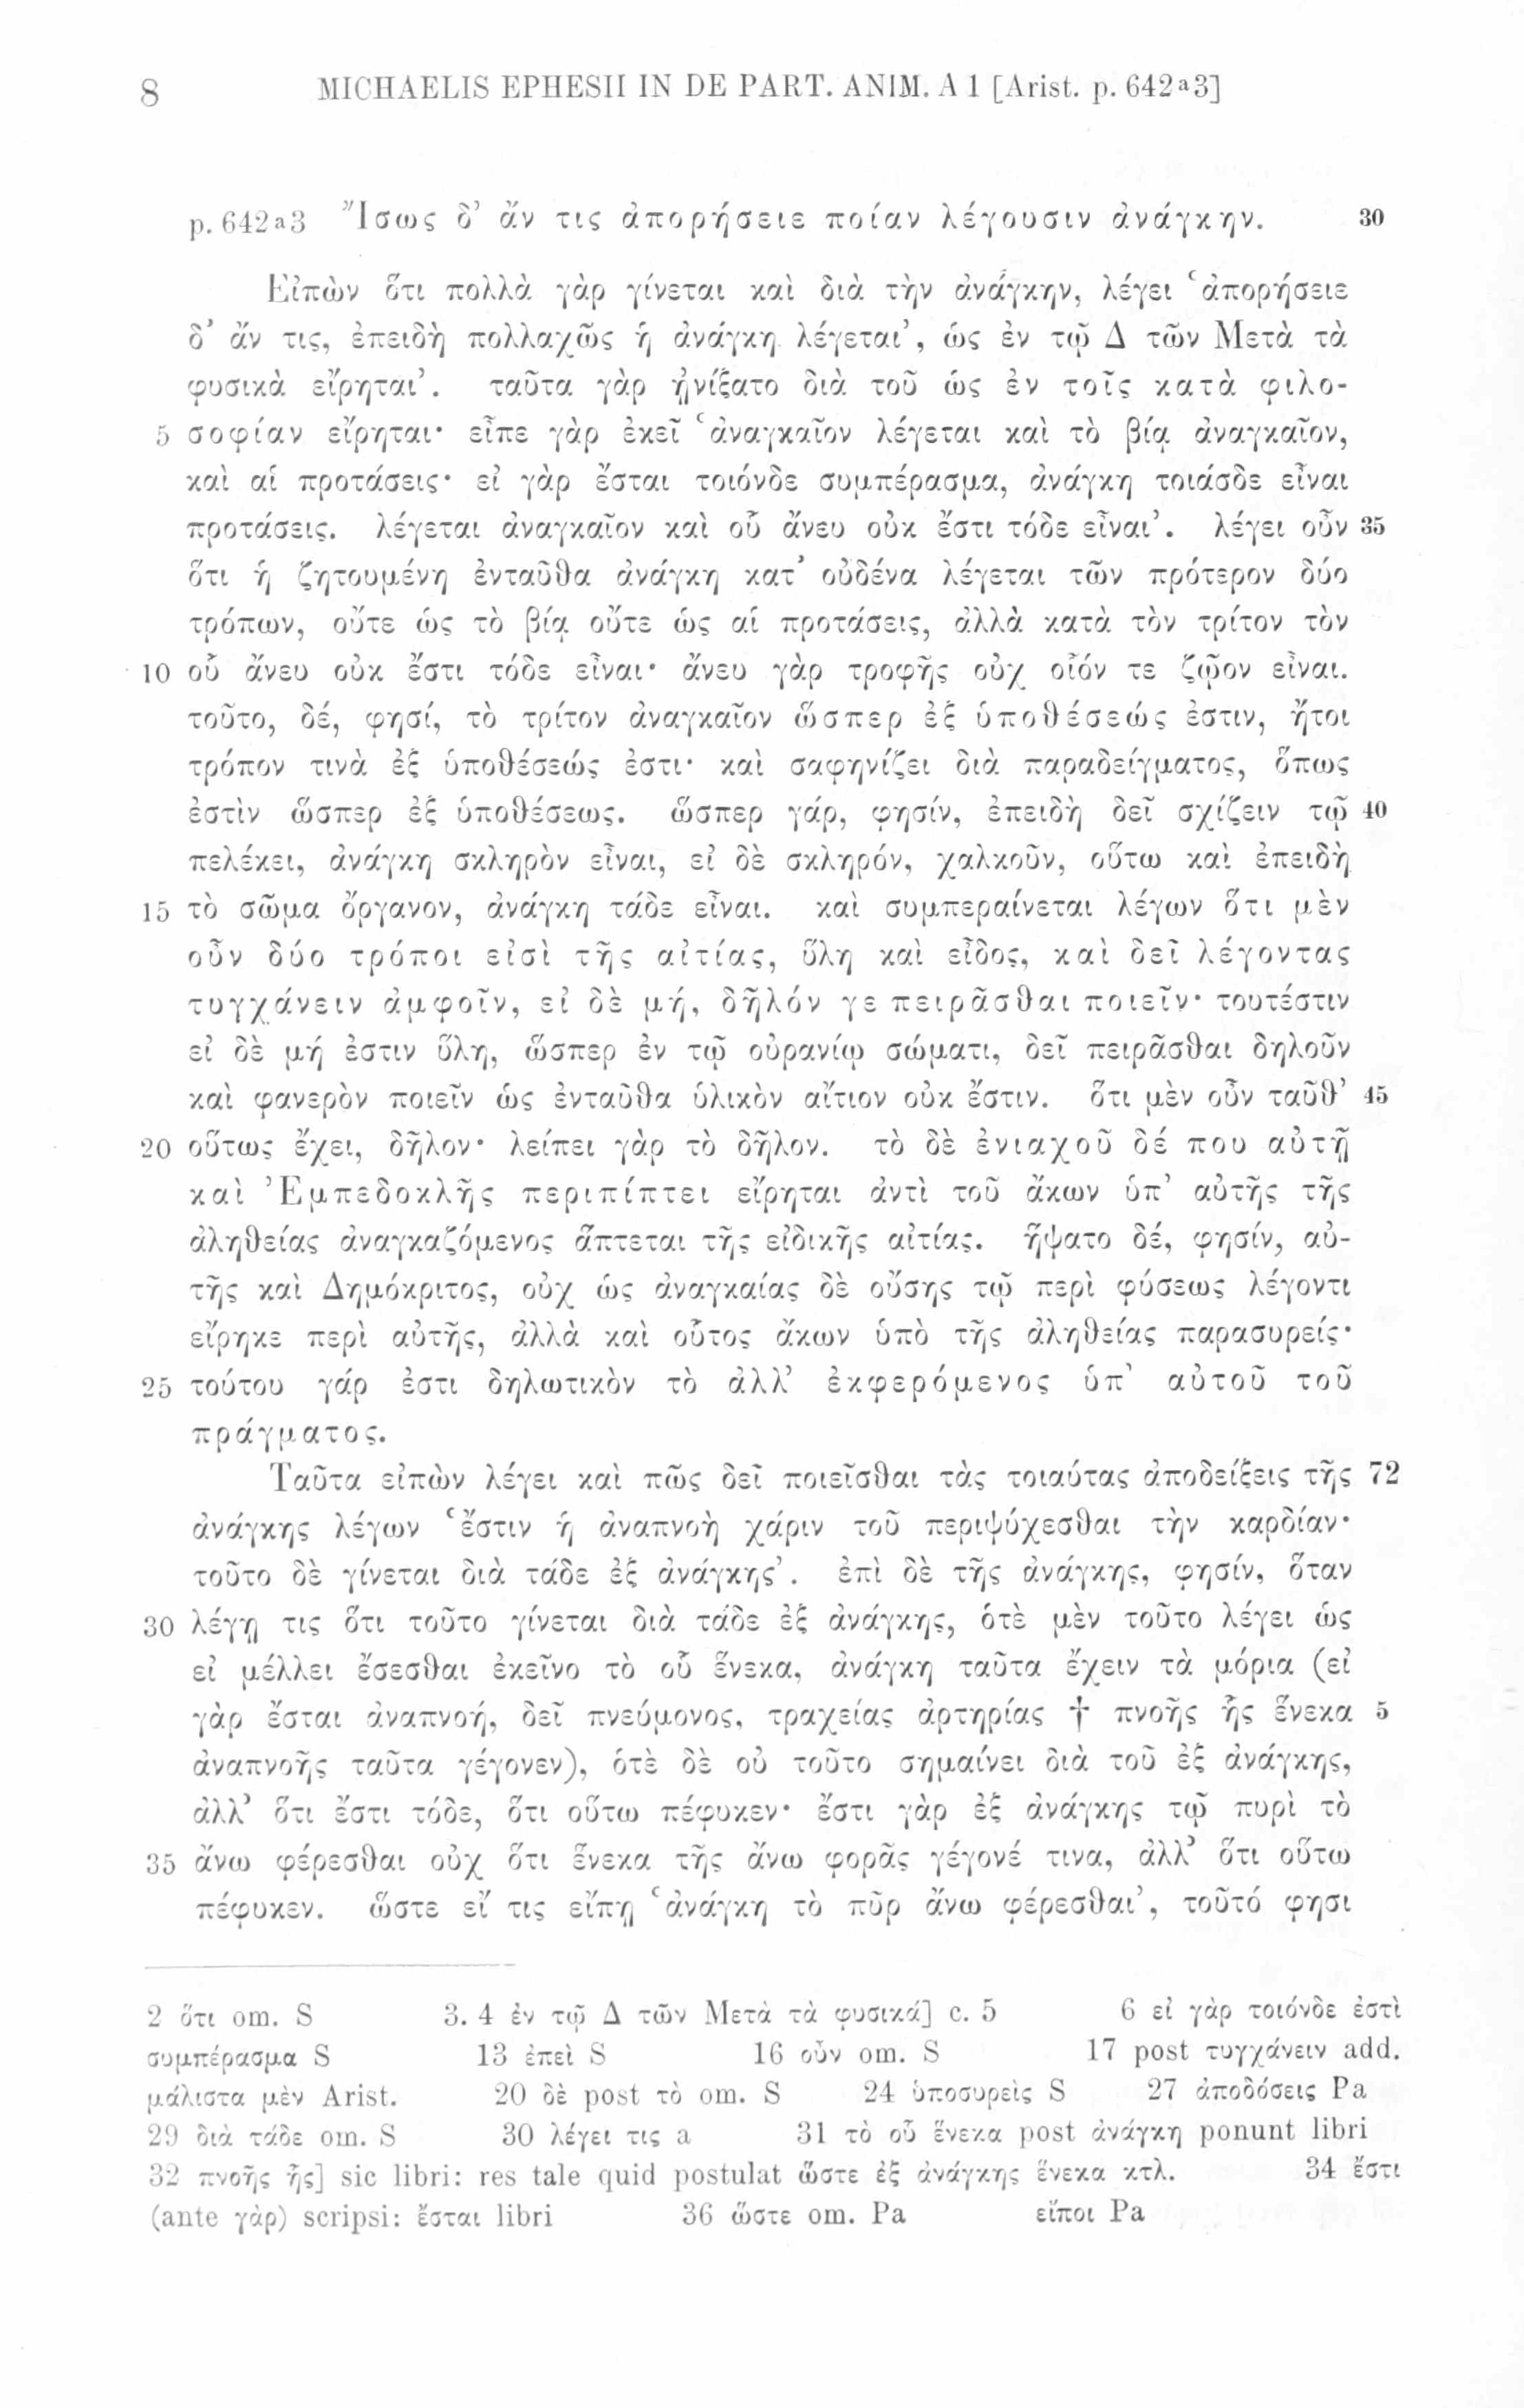 8 MICHAELIS EPHESII IN DE PART. ANIM. A 1 [Arist. p. 642ᵃ3]
p. 642ᵃ3 Ἴσως δ’ ἄν τις ἀπορήσειε ποίαν λέγουσιν ἀνάγκην. 30
Εἰπὼν ὅτι πολλὰ γὰρ γίνεται καὶ διὰ τὴν ἀνάγκην, λέγει ‘ἀπορήσειε
δ’ ἄν τις, ἐπειδὴ πολλαχῶς ἡ ἀνάγκη λέγεται’, ὡς ἐν τῷ Δ τῶν Μετὰ τὰ
φυσικὰ εἴρηται’. ταῦτα γὰρ ᾐνίξατο διὰ τοῦ ὡς ἐν τοῖς κατὰ φιλο-
5 σοφίαν εἴρηται· εἶπε γὰρ ἐκεῖ ‘ἀναγκαῖον λέγεται καὶ τὸ βίᾳ ἀναγκαῖον,
καὶ αἱ προτάσεις· εἰ γὰρ ἔσται τοιόνδε συμπέρασμα, ἀνάγκη τοιάσδε εἶναι
προτάσεις. λέγεται ἀναγκαῖον καὶ οὗ ἄνευ οὐκ ἔστι τόδε εἶναι’. λέγει οὖν 35
ὅτι ἡ ζητουμένη ἐνταῦθα ἀνάγκη κατ’ οὐδένα λέγεται τῶν πρότερον δύο
τρόπων, οὔτε ὡς τὸ βίᾳ οὔτε ὡς αἱ προτάσεις, ἀλλὰ κατὰ τὸν τρίτον τὸν
10 οὗ ἄνευ οὐκ ἔστι τόδε εἶναι· ἄνευ γὰρ τροφῆς οὐχ οἷόν τε ζῷον εἶναι.
τοῦτο, δέ, φησί, τὸ τρίτον ἀναγκαῖον ὥσπερ ἐξ ὑποθέσεώς ἐστιν, ἤτοι
τρόπον τινὰ ἐξ ὑποθέσεώς ἐστι· καὶ σαφηνίζει διὰ παραδείγματος, ὅπως
ἐστὶν ὥσπερ ἐξ ὑποθέσεως. ὥσπερ γάρ, φησίν, ἐπειδὴ δεῖ σχίζειν τῷ 40
πελέκει, ἀνάγκη σκληρὸν εἶναι, εἰ δὲ σκληρόν, χαλκοῦν, οὕτω καὶ ἐπειδὴ
15 τὸ σῶμα ὄργανον, ἀνάγκη τάδε εἶναι. καὶ συμπεραίνεται λέγων ὅτι μὲν
οὖν δύο τρόποι εἰσὶ τῆς αἰτίας, ὕλη καὶ εἶδος, καὶ δεῖ λέγοντας
τυγχάνειν ἀμφοῖν, εἰ δὲ μή, δῆλόν γε πειρᾶσθαι ποιεῖν· τουτέστιν
εἰ δὲ μή ἐστιν ὕλη, ὥσπερ ἐν τῷ οὐρανίῳ σώματι, δεῖ πειρᾶσθαι δηλοῦν
καὶ φανερὸν ποιεῖν ὡς ἐνταῦθα ὑλικὸν αἴτιον οὐκ ἔστιν. ὅτι μὲν οὖν ταῦθ’ 45
20 οὕτως ἔχει, δῆλον· λείπει γὰρ τὸ δῆλον. τὸ δὲ ἐνιαχοῦ δέ που αὐτῇ
καὶ Ἐμπεδοκλῆς περιπίπτει εἴρηται ἀντὶ τοῦ ἄκων ὑπ’ αὐτῆς τῆς
ἀληθείας ἀναγκαζόμενος ἅπτεται τῆς εἰδικῆς αἰτίας. ἥψατο δέ, φησίν, αὐ-
τῆς καὶ Δημόκριτος, οὐχ ὡς ἀναγκαίας δὲ οὔσης τῷ περὶ φύσεως λέγοντι
εἴρηκε περὶ αὐτῆς, ἀλλὰ καὶ οὗτος ἄκων ὑπὸ τῆς ἀληθείας παρασυρείς·
25 τούτου γάρ ἐστι δηλωτικὸν τὸ ἀλλ’ ἐκφερόμενος ὑπ’ αὐτοῦ τοῦ
πράγματος.
Ταῦτα εἰπὼν λέγει καὶ πῶς δεῖ ποιεῖσθαι τὰς τοιαύτας ἀποδείξεις τῆς 72
ἀνάγκης λέγων ‘ἔστιν ἡ ἀναπνοὴ χάριν τοῦ περιψύχεσθαι τὴν καρδίαν·
τοῦτο δὲ γίνεται διὰ τάδε ἐξ ἀνάγκης’. ἐπὶ δὲ τῆς ἀνάγκης, φησίν, ὅταν
30 λέγῃ τις ὅτι τοῦτο γίνεται διὰ τάδε ἐξ ἀνάγκης, ὁτὲ μὲν τοῦτο λέγει ὡς
εἰ μέλλει ἔσεσθαι ἐκεῖνο τὸ οὗ ἕνεκα, ἀνάγκη ταῦτα ἔχειν τὰ μόρια (εἰ
γὰρ ἔσται ἀναπνοή, δεῖ πνεύμονος, τραχείας ἀρτηρίας † πνοῆς ἧς ἕνεκα 5
ἀναπνοῆς ταῦτα γέγονεν), ὁτὲ δὲ οὐ τοῦτο σημαίνει διὰ τοῦ ἐξ ἀνάγκης,
ἀλλ’ ὅτι ἔστι τόδε, ὅτι οὕτω πέφυκεν· ἔστι γὰρ ἐξ ἀνάγκης τῷ πυρὶ τὸ
35 ἄνω φέρεσθαι οὐχ ὅτι ἕνεκα τῆς ἄνω φορᾶς γέγονέ τινα, ἀλλ’ ὅτι οὕτω
πέφυκεν. ὥστε εἴ τις εἴπῃ ‘ἀνάγκη τὸ πῦρ ἄνω φέρεσθαι’, τοῦτό φησι
2 ὅτι om. S 3. 4 ἐν τῷ Δ τῶν Μετὰ τὰ φυσικά] c. 5 6 εἰ γὰρ τοιόνδε ἐστὶ
συμπέρασμα S 13 ἐπεὶ S 16 οὖν om. S 17 post τυγχάνειν add.
μάλιστα μὲν Arist. 20 δὲ post τὸ om. S 24 ὑποσυρεὶς S 27 ἀποδόσεις Pa
29 διὰ τάδε om. S 30 λέγει τις a 31 τὸ οὗ ἕνεκα post ἀνάγκη ponunt libri
32 πνοῆς ἧς] sic libri: res tale quid postulat ὥστε ἐξ ἀνάγκης ἕνεκα κτλ. 34 ἔστι
(ante γὰρ) scripsi: ἔσται libri 36 ὥστε om. Pa εἴποι Pa